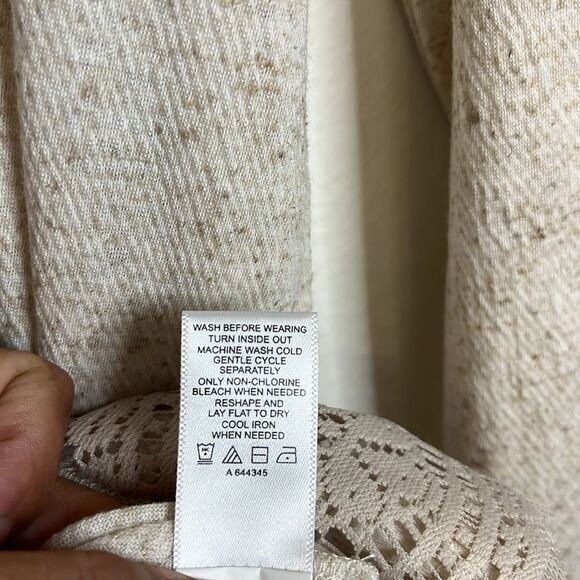 WASH BEFORE WEARING
TURN INSIDE OUT
MACHINE WASH COLD
GENTLE CYCLE
SEPARATELY
ONLY NON-CHLORINE
BLEACH WHEN NEEDED
RESHAPE AND
LAY FLAT TO DRY
COOL IRON
WHEN NEEDED
A 644345